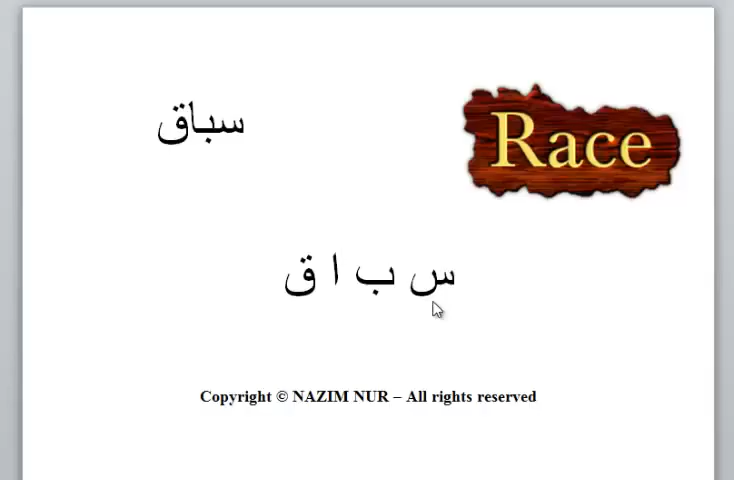 سباق
Race
س ب ا ق
Copyright © NAZIM NUR – All rights reserved